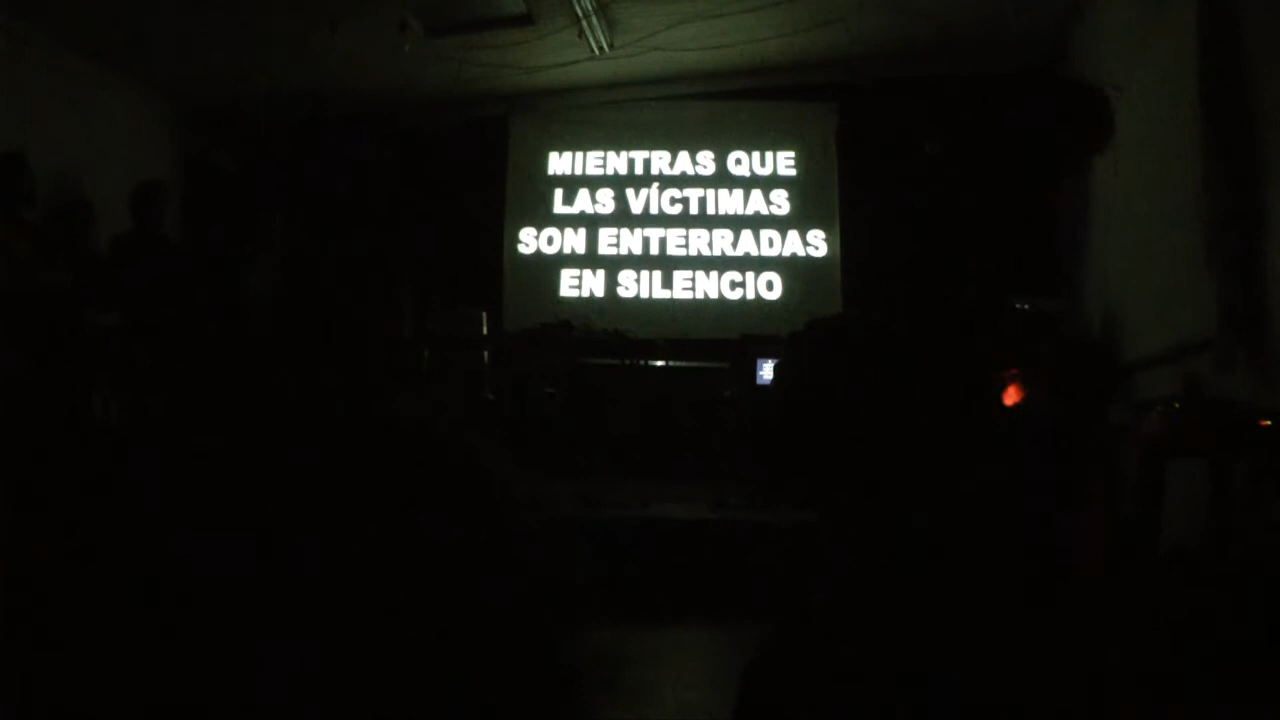 MIENTRAS QUE
LAS VÍCTIMAS
SON ENTERRADAS
EN SILENCIO